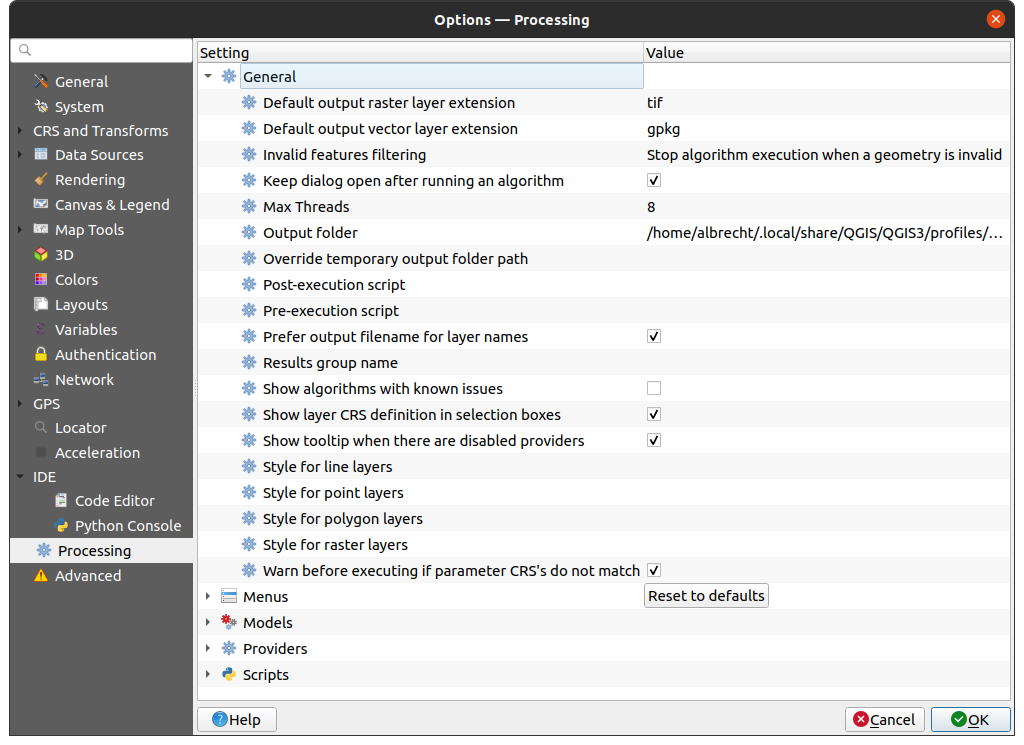 Options — Processing
General
System
CRS and Transforms
Data Sources
Rendering
Canvas & Legend
Map Tools
3D
Colors
Layouts
Variables
Authentication
Network
GPS
Locator
Acceleration
IDE
Code Editor
Python Console
Processing
Advanced
Setting Value
General
Default output raster layer extension tif
Default output vector layer extension gpkg
Invalid features filtering Stop algorithm execution when a geometry is invalid
Keep dialog open after running an algorithm
Max Threads 8
Output folder /home/albrecht/.local/share/QGIS/QGIS3/profiles/...
Override temporary output folder path
Post-execution script
Pre-execution script
Prefer output filename for layer names
Results group name
Show algorithms with known issues
Show layer CRS definition in selection boxes
Show tooltip when there are disabled providers
Style for line layers
Style for point layers
Style for polygon layers
Style for raster layers
Warn before executing if parameter CRS's do not match
Menus Reset to defaults
Models
Providers
Scripts
Help Cancel OK